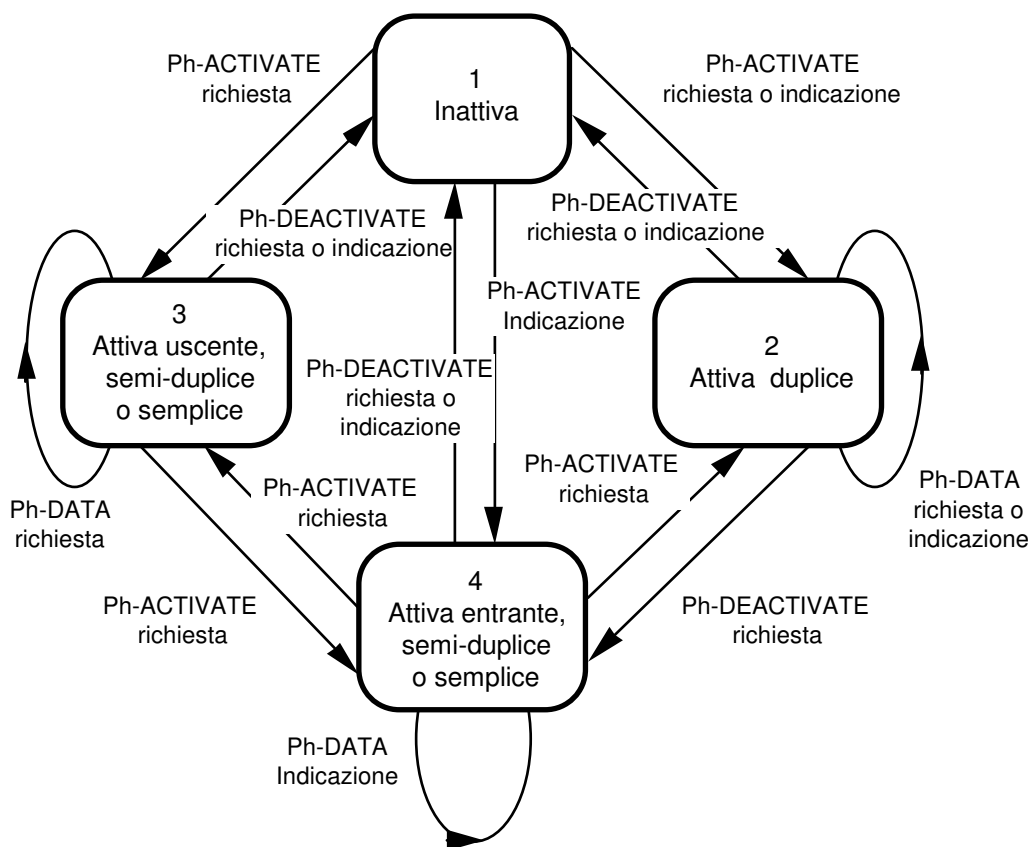 1
Inattiva
Ph-ACTIVATE
richiesta
Ph-ACTIVATE
richiesta o indicazione
Ph-DEACTIVATE
richiesta o indicazione
Ph-DEACTIVATE
richiesta o indicazione
Ph-ACTIVATE
Indicazione
3
Attiva uscente,
semi-duplice
o semplice
2
Attiva duplice
Ph-DEACTIVATE
richiesta o
indicazione
Ph-DATA
richiesta
Ph-ACTIVATE
richiesta
Ph-ACTIVATE
richiesta
Ph-DATA
richiesta o
indicazione
4
Attiva entrante,
semi-duplice
o semplice
Ph-ACTIVATE
richiesta
Ph-DEACTIVATE
richiesta
Ph-DATA
Indicazione